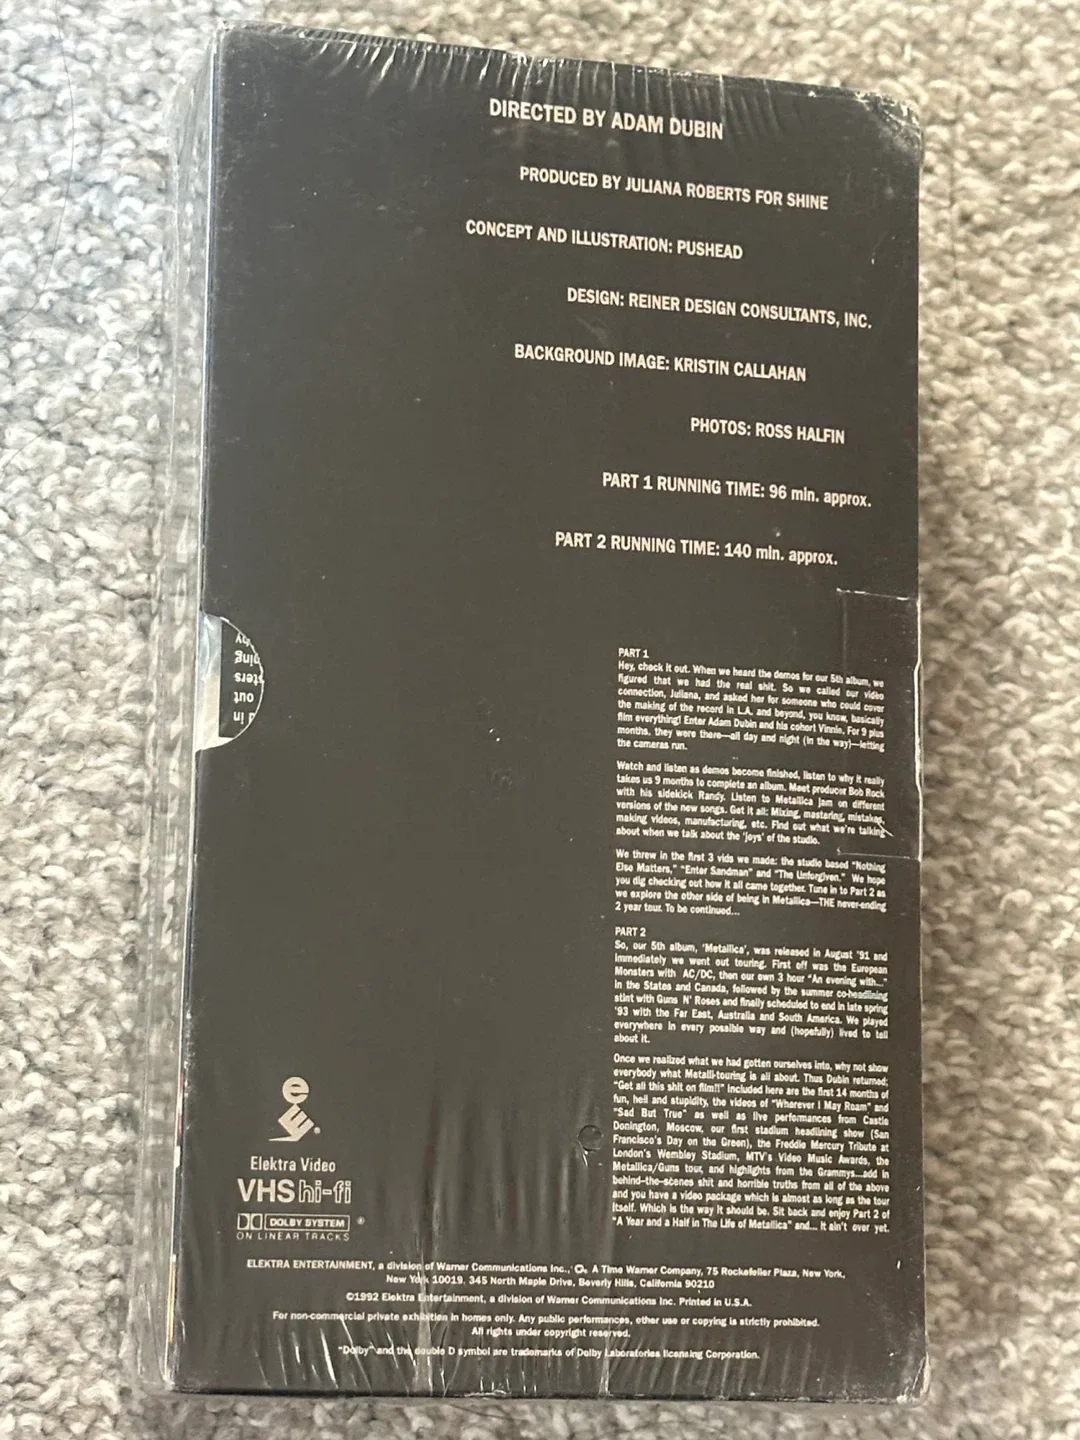 DIRECTED BY ADAM DUBIN
PRODUCED BY JULIANA ROBERTS FOR SHINE
CONCEPT AND ILLUSTRATION: PUSHEAD
DESIGN: REINER DESIGN CONSULTANTS, INC.
BACKGROUND IMAGE: KRISTIN CALLAHAN
PHOTOS: ROSS HALFIN
PART 1 RUNNING TIME: 96 min. approx.
PART 2 RUNNING TIME: 140 min. approx.
PART 1
Hey, check it out. When we heard the demos for our 5th album, we
figured that we had the real shit. So we called our video
connection, Juliana, and asked her for someone who could cover
the making of the record in L.A. and beyond, you know, basically
film everything! Enter Adam Dubin and his cohort Vinnie. For 9 plus
months, they were there—all day and night (in the way)—letting
the cameras run.
Watch and listen as demos become finished, listen to why it really
takes us 9 months to complete an album. Meet producer Bob Rock
with his sidekick Randy. Listen to Metallica jam on different
versions of the new songs. Get it all: Mixing, mastering, mistakes,
making videos, manufacturing, etc. Find out what we're talking
about when we talk about the 'joys' of the studio.
We threw in the first 3 vids we made: the studio based "Nothing
Else Matters," "Enter Sandman" and "The Unforgiven." We hope
you dig checking out how it all came together. Tune in to Part 2 as
we explore the other side of being in Metallica—THE never-ending
2 year tour. To be continued...
PART 2
So, our 5th album, 'Metallica', was released in August '91 and
immediately we went out touring. First off was the European
Monsters with AC/DC, then our own 3 hour "An evening with..."
in the States and Canada, followed by the summer co-headlining
stint with Guns N' Roses and finally scheduled to end in late spring
'93 with the Far East, Australia and South America. We played
everywhere in every possible way and (hopefully) lived to tell
about it.
Once we realized what we had gotten ourselves into, why not show
everybody what Metalli-touring is all about. Thus Dubin returned;
"Get all this shit on film!!" Included here are the first 14 months of
fun, hell and stupidity, the videos of "Wherever I May Roam" and
"Sad But True" as well as live performances from Castle
Donington, Moscow, our first stadium headlining show (San
Francisco's Day on the Green), the Freddie Mercury Tribute at
London's Wembley Stadium, MTV's Video Music Awards, the
Metallica/Guns tour, and highlights from the Grammys...add in
behind-the-scenes shit and horrible truths from all of the above
and you have a video package which is almost as long as the tour
itself. Which is the way it should be. Sit back and enjoy Part 2 of
"A Year and a Half in The Life of Metallica" and... it ain't over yet.
by
ging
sters
out
d in
Elektra Video
VHS hi-fi
DOLBY SYSTEM ®
ON LINEAR TRACKS
ELEKTRA ENTERTAINMENT, a division of Warner Communications Inc., A Time Warner Company, 75 Rockefeller Plaza, New York,
New York 10019. 345 North Maple Drive, Beverly Hills, California 90210
©1992 Elektra Entertainment, a division of Warner Communications Inc. Printed in U.S.A.
For non-commercial private exhibition in homes only. Any public performances, other use or copying is strictly prohibited.
All rights under copyright reserved.
"Dolby" and the double D symbol are trademarks of Dolby Laboratories licensing Corporation.